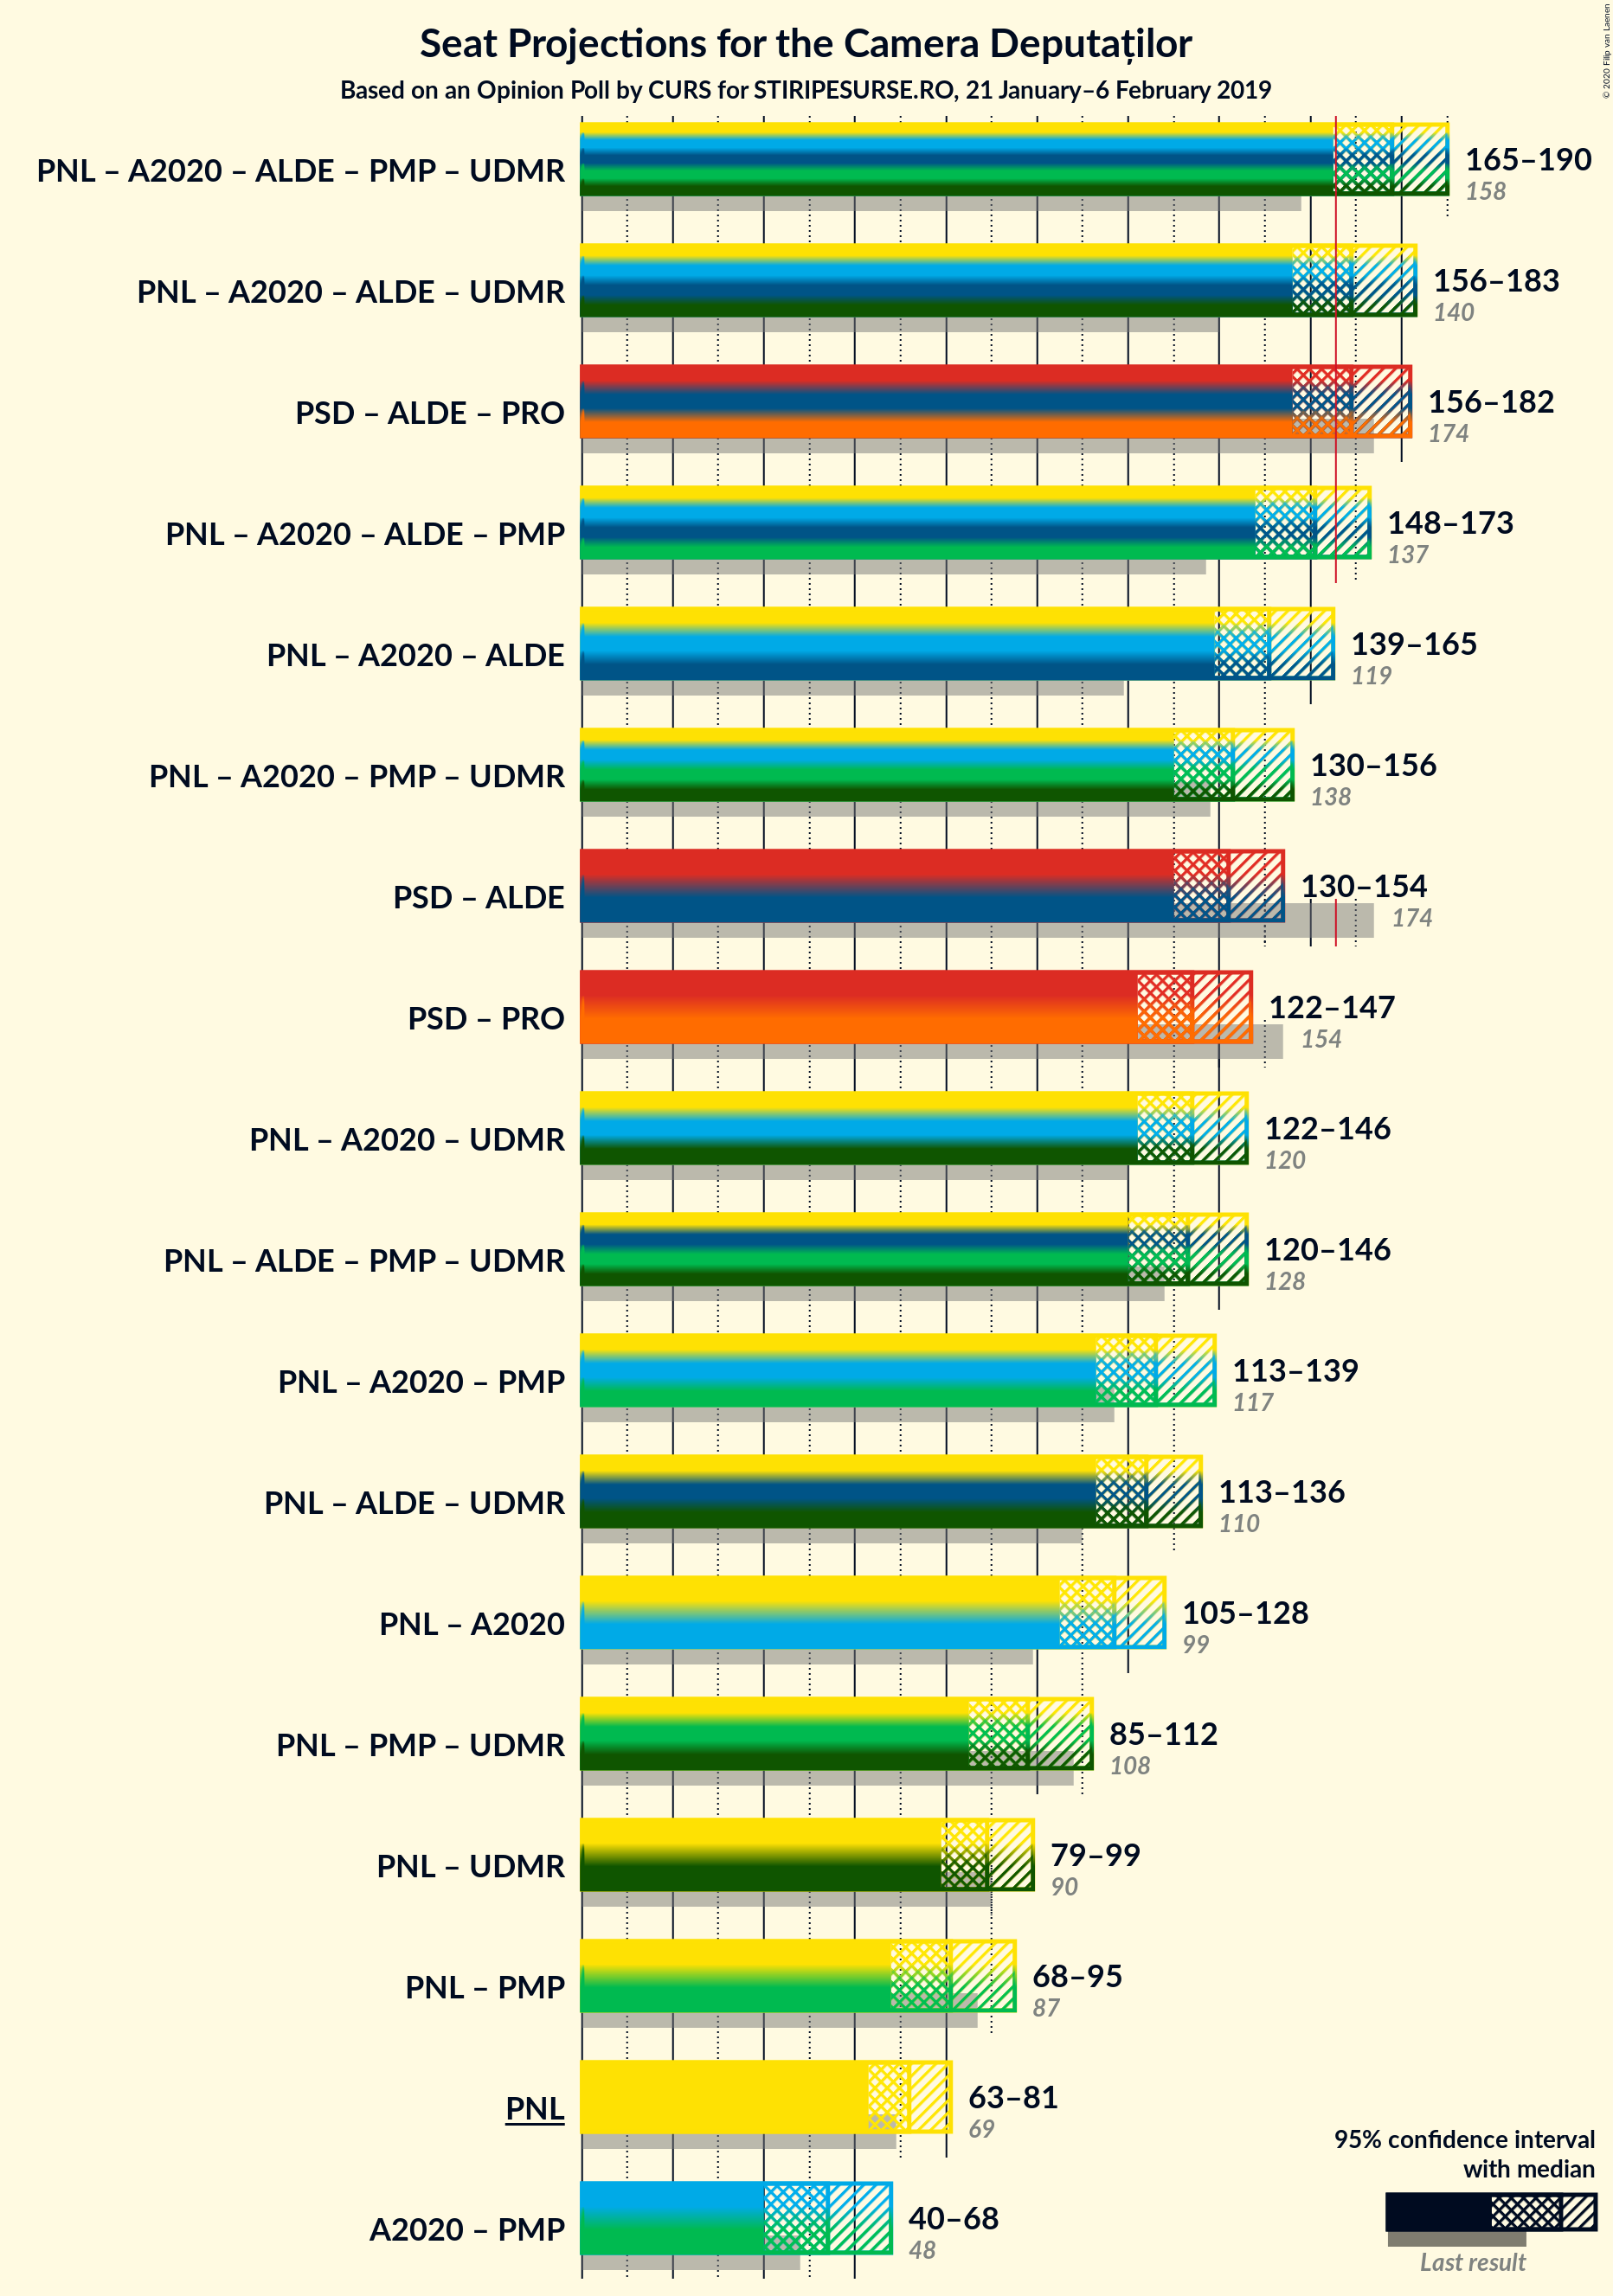 Seat Projections for the Camera Deputaților
Based on an Opinion Poll by CURS for STIRIPESURSE.RO, 21 January–6 February 2019
© 2020 Filip van Laenen
PNL – A2020 – ALDE – PMP – UDMR
165–190
158
PNL – A2020 – ALDE – UDMR
156–183
140
PSD – ALDE – PRO
156–182
174
PNL – A2020 – ALDE – PMP
148–173
137
PNL – A2020 – ALDE
139–165
119
PNL – A2020 – PMP – UDMR
130–156
138
PSD – ALDE
130–154
174
PSD – PRO
122–147
154
PNL – A2020 – UDMR
122–146
120
PNL – ALDE – PMP – UDMR
120–146
128
PNL – A2020 – PMP
113–139
117
PNL – ALDE – UDMR
113–136
110
PNL – A2020
105–128
99
PNL – PMP – UDMR
85–112
108
PNL – UDMR
79–99
90
PNL – PMP
68–95
87
PNL
63–81
69
A2020 – PMP
40–68
48
95% confidence interval
with median
Last result